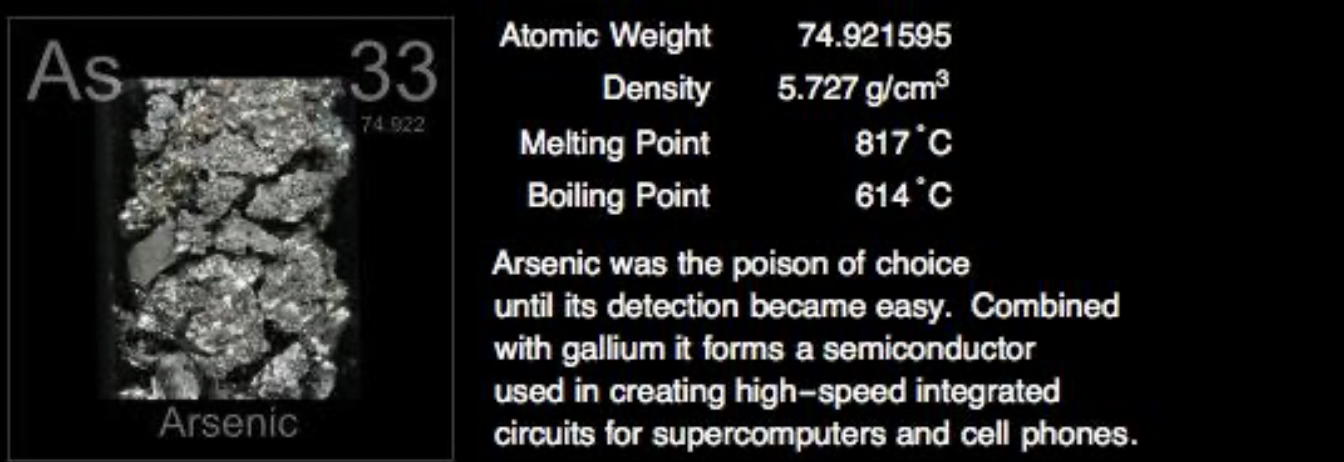 As 33
74.922
Arsenic
Atomic Weight 74.921595
Density 5.727 g/cm³
Melting Point 817 °C
Boiling Point 614 °C
Arsenic was the poison of choice
until its detection became easy. Combined
with gallium it forms a semiconductor
used in creating high–speed integrated
circuits for supercomputers and cell phones.